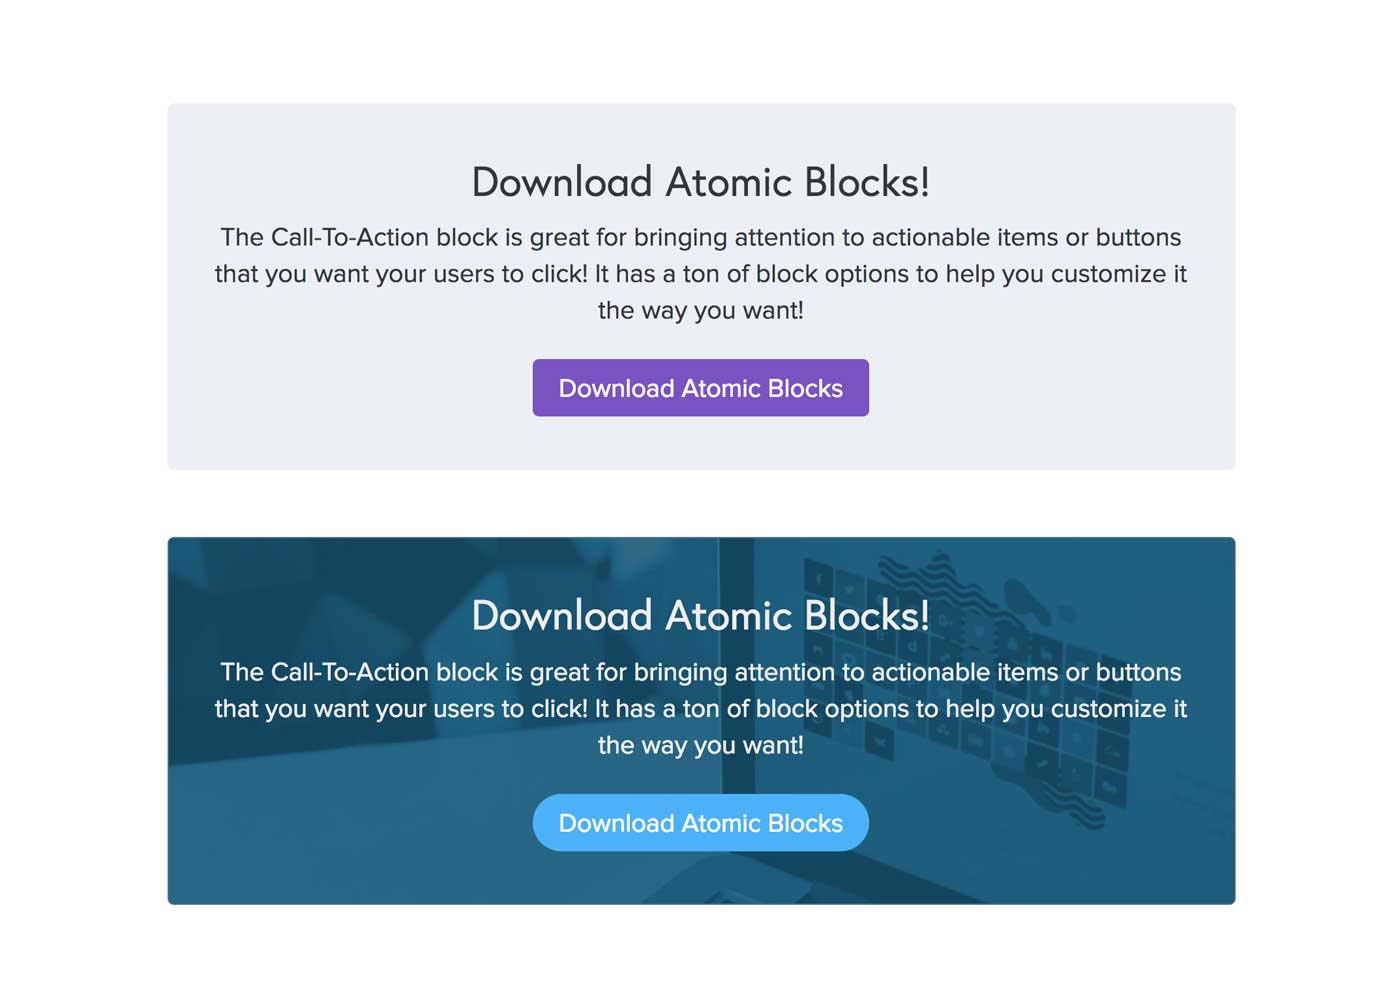 Download Atomic Blocks!
The Call-To-Action block is great for bringing attention to actionable items or buttons
that you want your users to click! It has a ton of block options to help you customize it
the way you want!
Download Atomic Blocks
Download Atomic Blocks!
The Call-To-Action block is great for bringing attention to actionable items or buttons
that you want your users to click! It has a ton of block options to help you customize it
the way you want!
Download Atomic Blocks